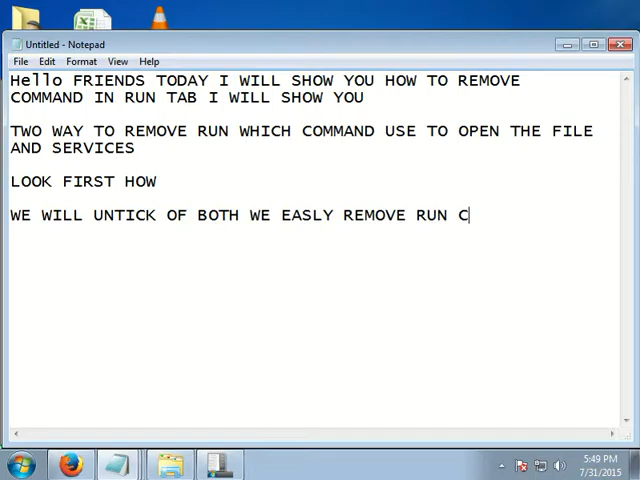 Untitled - Notepad
File Edit Format View Help
Hello FRIENDS TODAY I WILL SHOW YOU HOW TO REMOVE
COMMAND IN RUN TAB I WILL SHOW YOU
TWO WAY TO REMOVE RUN WHICH COMMAND USE TO OPEN THE FILE
AND SERVICES
LOOK FIRST HOW
WE WILL UNTICK OF BOTH WE EASLY REMOVE RUN C
5:49 PM
7/31/2015